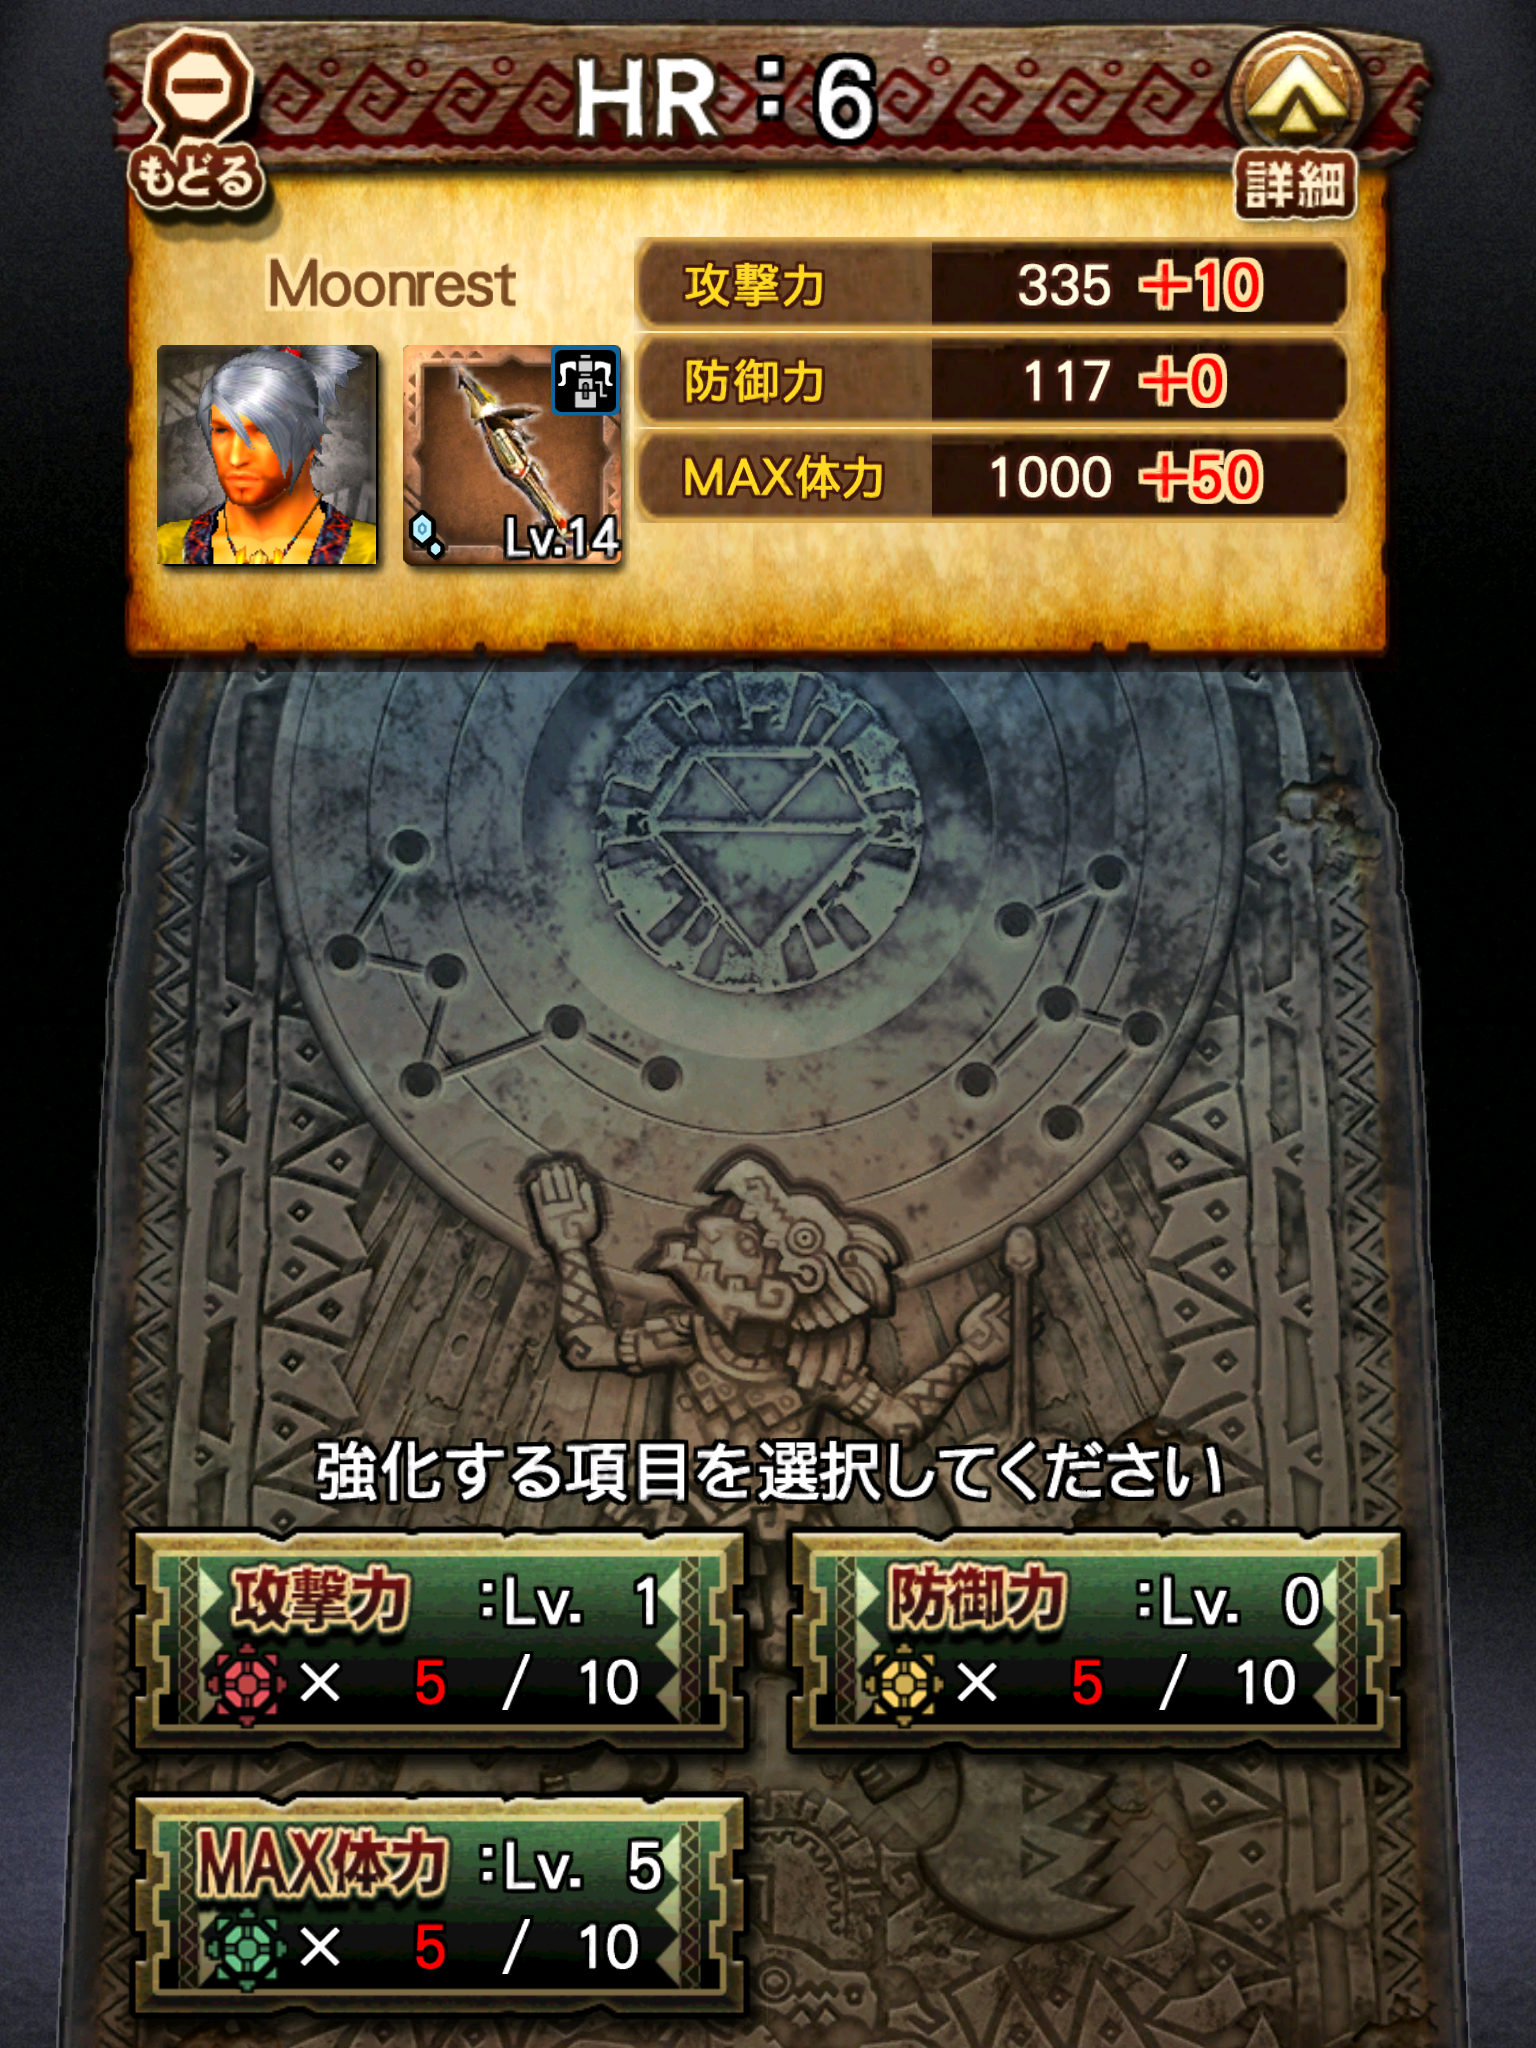 HR：6
もどる
詳細
Moonrest
攻撃力 335 +10
防御力 117 +0
MAX体力 1000 +50
Lv.14
強化する項目を選択してください
攻撃力 :Lv. 1
× 5 / 10
防御力 :Lv. 0
× 5 / 10
MAX体力 :Lv. 5
× 5 / 10